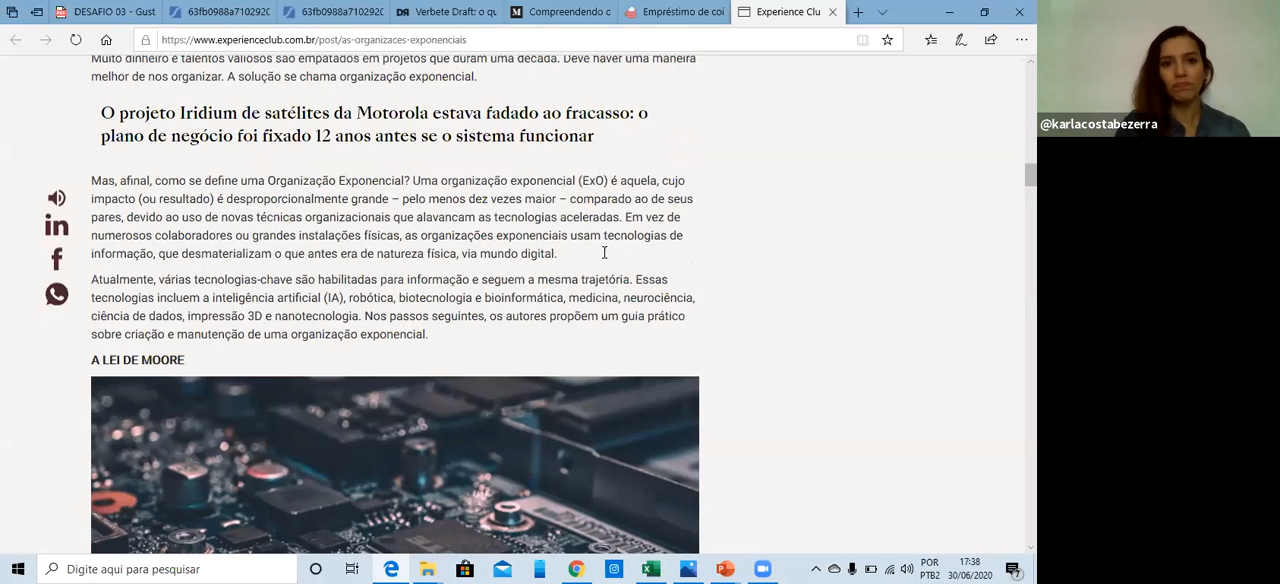 DESAFIO 03 - Gust
63fb0988a710292C
63fb0988a710292C
DR Verbete Draft: o qu
Compreendendo o
Empréstimo de coi
Experience Clu
https://www.experienceclub.com.br/post/as-organizaces-exponenciais
@karlacostabezerra
Muito dinheiro e talentos valiosos são empatados em projetos que duram uma década. Deve haver uma maneira
melhor de nos organizar. A solução se chama organização exponencial.
O projeto Iridium de satélites da Motorola estava fadado ao fracasso: o
plano de negócio foi fixado 12 anos antes se o sistema funcionar
Mas, afinal, como se define uma Organização Exponencial? Uma organização exponencial (ExO) é aquela, cujo
impacto (ou resultado) é desproporcionalmente grande – pelo menos dez vezes maior – comparado ao de seus
pares, devido ao uso de novas técnicas organizacionais que alavancam as tecnologias aceleradas. Em vez de
numerosos colaboradores ou grandes instalações físicas, as organizações exponenciais usam tecnologias de
informação, que desmaterializam o que antes era de natureza física, via mundo digital.
Atualmente, várias tecnologias-chave são habilitadas para informação e seguem a mesma trajetória. Essas
tecnologias incluem a inteligência artificial (IA), robótica, biotecnologia e bioinformática, medicina, neurociência,
ciência de dados, impressão 3D e nanotecnologia. Nos passos seguintes, os autores propõem um guia prático
sobre criação e manutenção de uma organização exponencial.
A LEI DE MOORE
Digite aqui para pesquisar
POR
PTB2
17:38
30/06/2020